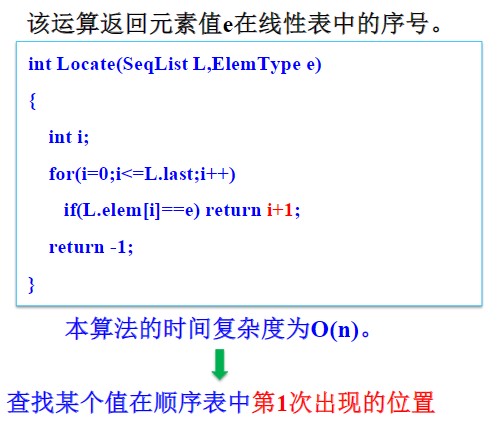 该运算返回元素值e在线性表中的序号。
int Locate(SeqList L,ElemType e)
{
int i;
for(i=0;i<=L.last;i++)
if(L.elem[i]==e) return i+1;
return -1;
}
本算法的时间复杂度为O(n)。
查找某个值在顺序表中第1次出现的位置